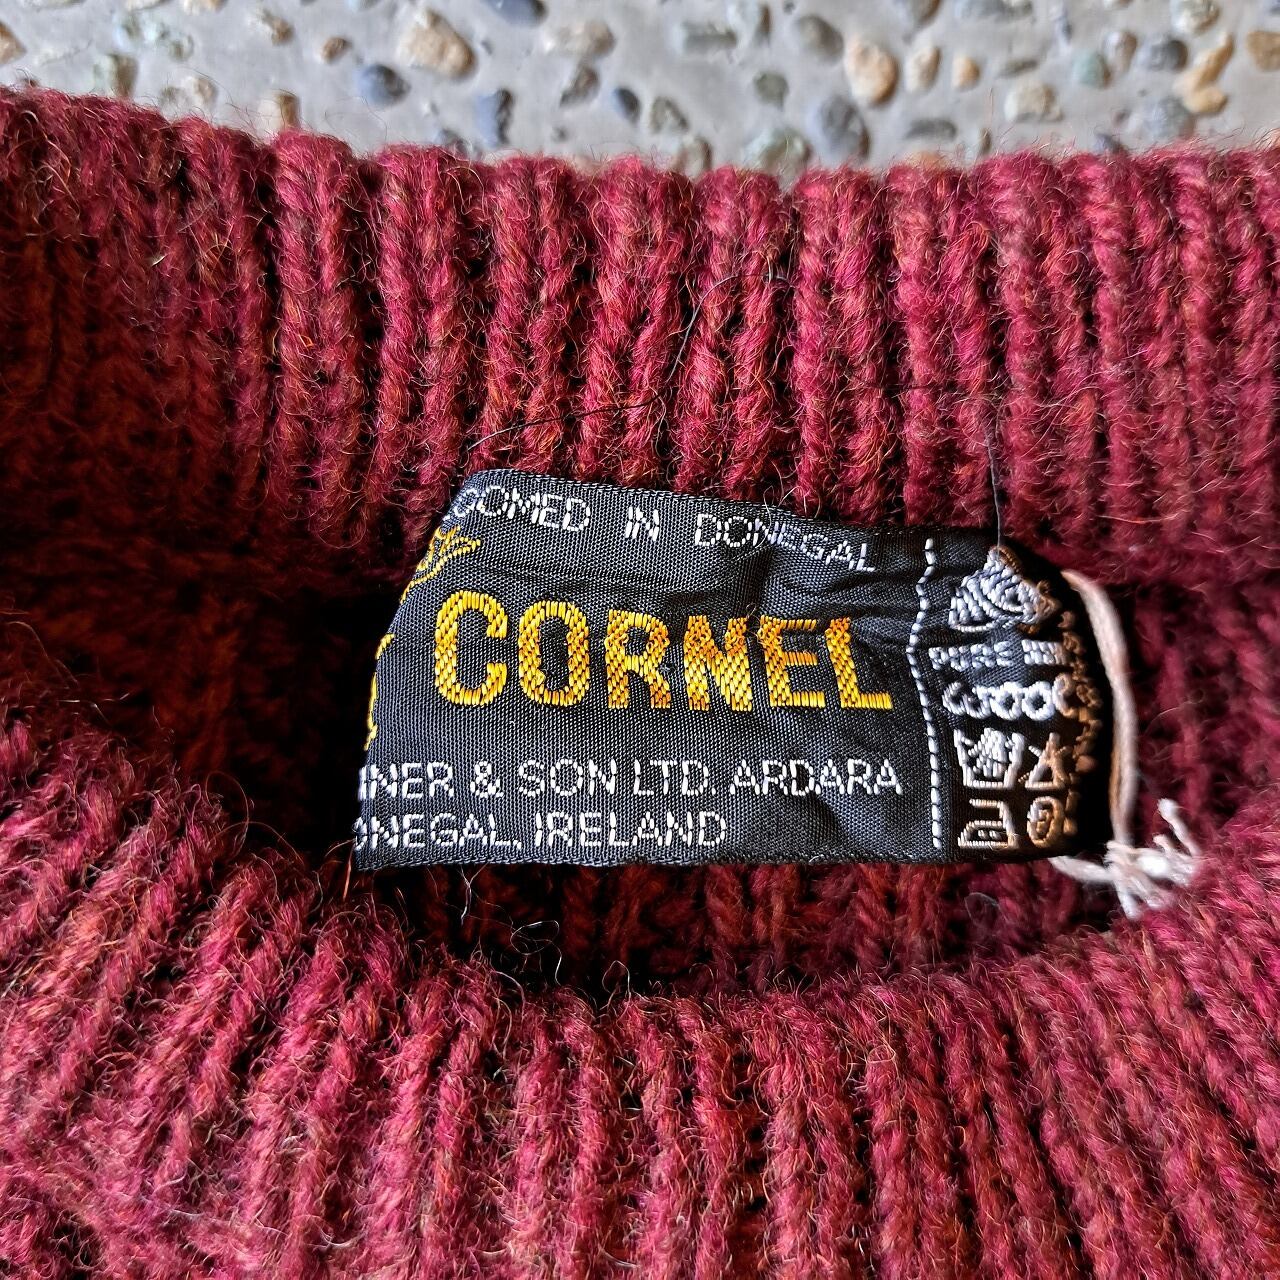 OOMED IN DONEGAL
CORNEL
INER & SON LTD. ARDARA
ONEGAL, IRELAND
PURE